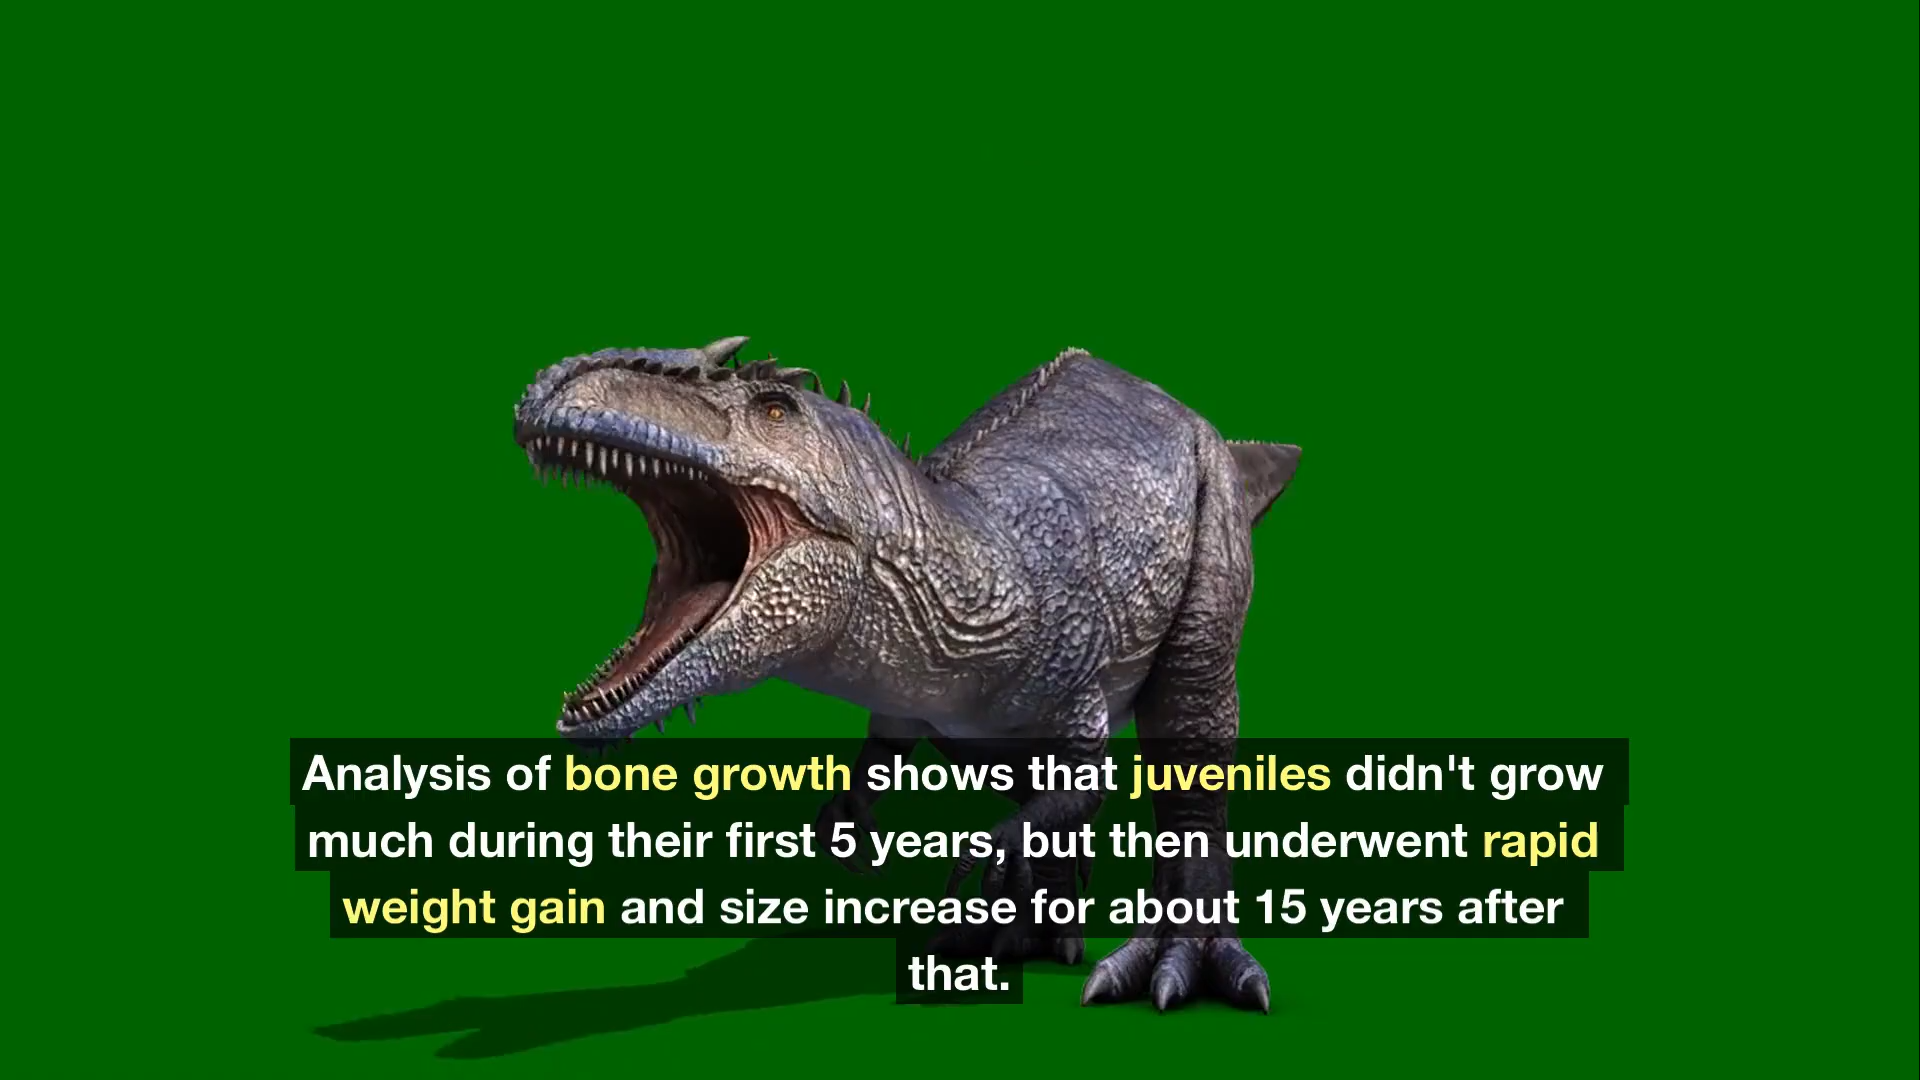 Analysis of bone growth shows that juveniles didn't grow
much during their first 5 years, but then underwent rapid
weight gain and size increase for about 15 years after
that.